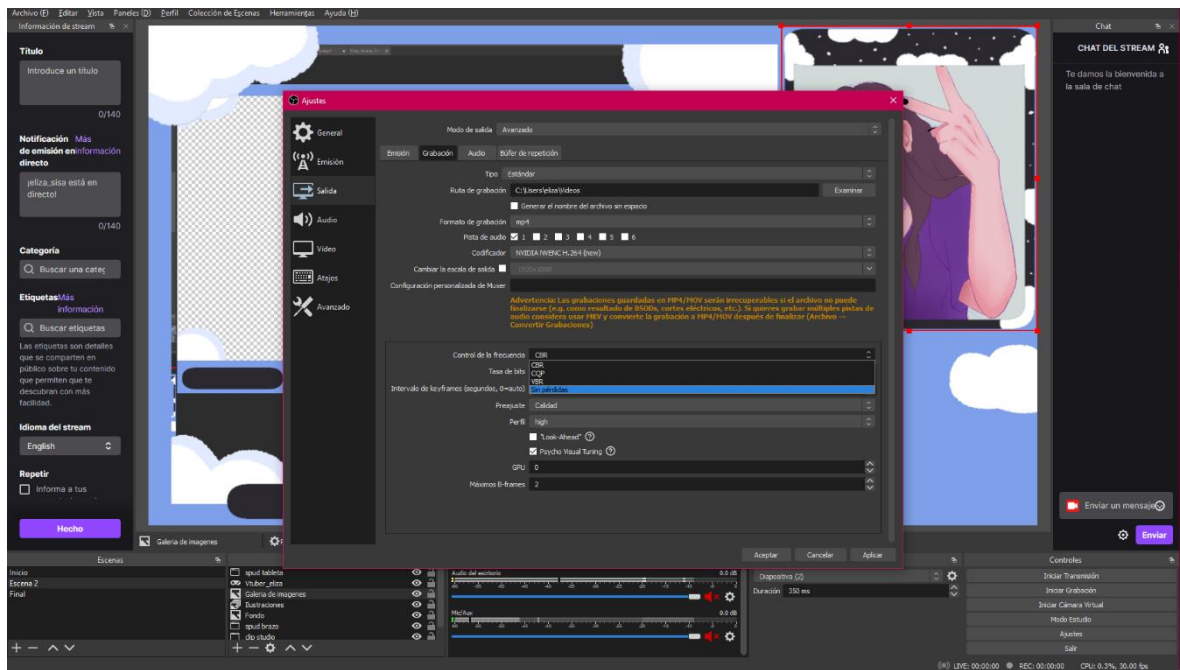 Archivo (F) Editar Vista Paneles (D) Perfil Colección de Escenas Herramientas Ayuda (H)
Información de stream
Título
Introduce un título
0/140
Notificación de emisión en directo
Más información
¡eliza_sisa está en directo!
0/140
Categoría
Buscar una categ
Etiquetas
Más información
Buscar etiquetas
Las etiquetas son detalles
que se comparten en
público sobre tu contenido
que permiten que te
descubran con más
facilidad.
Idioma del stream
English
Repetir
Informa a tus
Hecho
Ajustes
General
Emisión
Salida
Audio
Vídeo
Atajos
Avanzado
Modo de salida Avanzado
Emisión Grabación Audio Búfer de repetición
Tipo Estándar
Ruta de grabación C:\Users\eliza\Videos Examinar
Generar el nombre del archivo sin espacio
Formato de grabación mp4
Pista de audio 1 2 3 4 5 6
Codificador NVIDIA NVENC H.264 (new)
Cambiar la escala de salida 1920x1080
Configuración personalizada de Muxer
Advertencia: Las grabaciones guardadas en MP4/MOV serán irrecuperables si el archivo no puede
finalizarse (e.g. como resultado de BSODs, cortes eléctricos, etc.). Si quieres grabar múltiples pistas de
audio considera usar MKV y convierte la grabación a MP4/MOV después de finalizar (Archivo →
Convertir Grabaciones)
Control de la frecuencia CBR
CBR
Tasa de bits CQP
VBR
Intervalo de keyframes (segundos, 0=auto) Sin pérdidas
Preajuste Calidad
Perfil high
"Look-Ahead"
Psycho Visual Tuning
GPU 0
Máximos B-frames 2
Aceptar Cancelar Aplicar
Chat
CHAT DEL STREAM
Te damos la bienvenida a
la sala de chat
Enviar un mensaje
Enviar
Galería de imagenes
Escenas
Inicio
Escena 2
Final
spud tableta
Vtuber_eliza
Galería de imagenes
Ilustraciones
Fondo
spud brazo
clip studio
Audio del escritorio 0.0 dB
Mic/Aux 0.0 dB
Diapositiva (2)
Duración 350 ms
Controles
Iniciar Transmisión
Iniciar Grabación
Iniciar Cámara Virtual
Modo Estudio
Ajustes
Salir
LIVE: 00:00:00 REC: 00:00:00 CPU: 0.3%, 30.00 fps